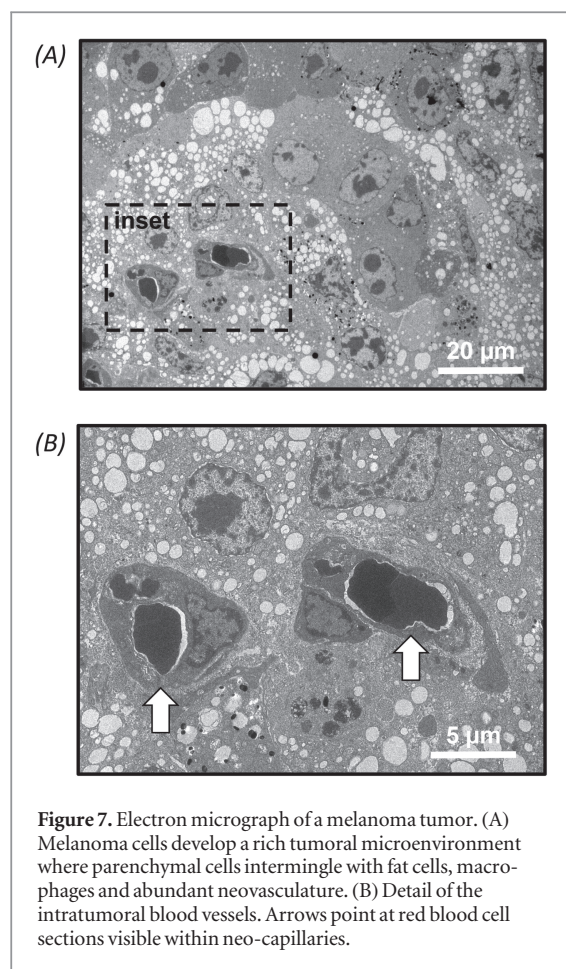 (A)
inset
20 µm
(B)
5 µm
Figure 7. Electron micrograph of a melanoma tumor. (A)
Melanoma cells develop a rich tumoral microenvironment
where parenchymal cells intermingle with fat cells, macro-
phages and abundant neovasculature. (B) Detail of the
intratumoral blood vessels. Arrows point at red blood cell
sections visible within neo-capillaries.